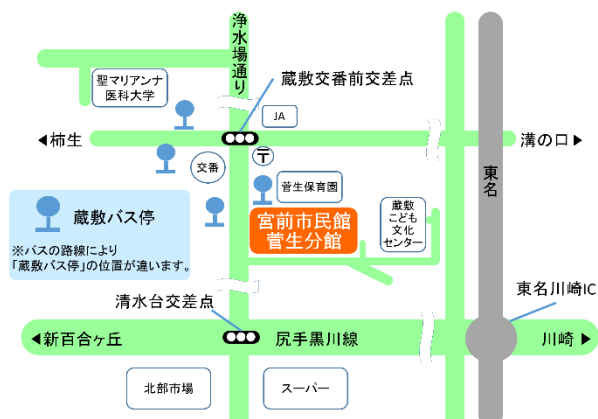 浄水場通り
聖マリアンナ
医科大学
蔵敷交番前交差点
JA
柿生
溝の口
交番
〒
東名
菅生保育園
蔵敷バス停
※バスの路線により
「蔵敷バス停」の位置が違います。
宮前市民館
菅生分館
蔵敷
こども
文化
センター
清水台交差点
東名川崎IC
新百合ヶ丘
尻手黒川線
川崎
北部市場
スーパー